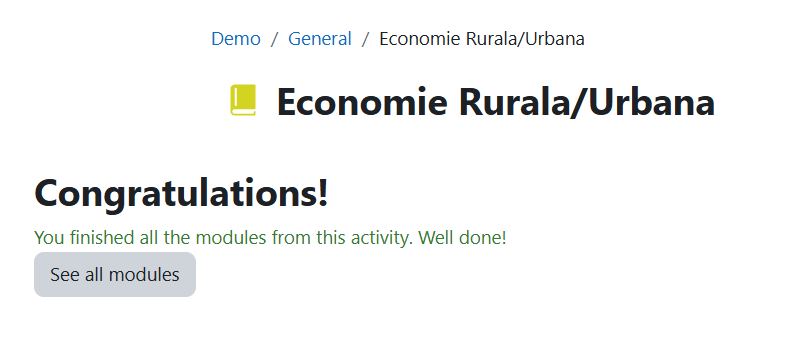 Demo / General / Economie Rurala/Urbana
Economie Rurala/Urbana
Congratulations!
You finished all the modules from this activity. Well done!
See all modules